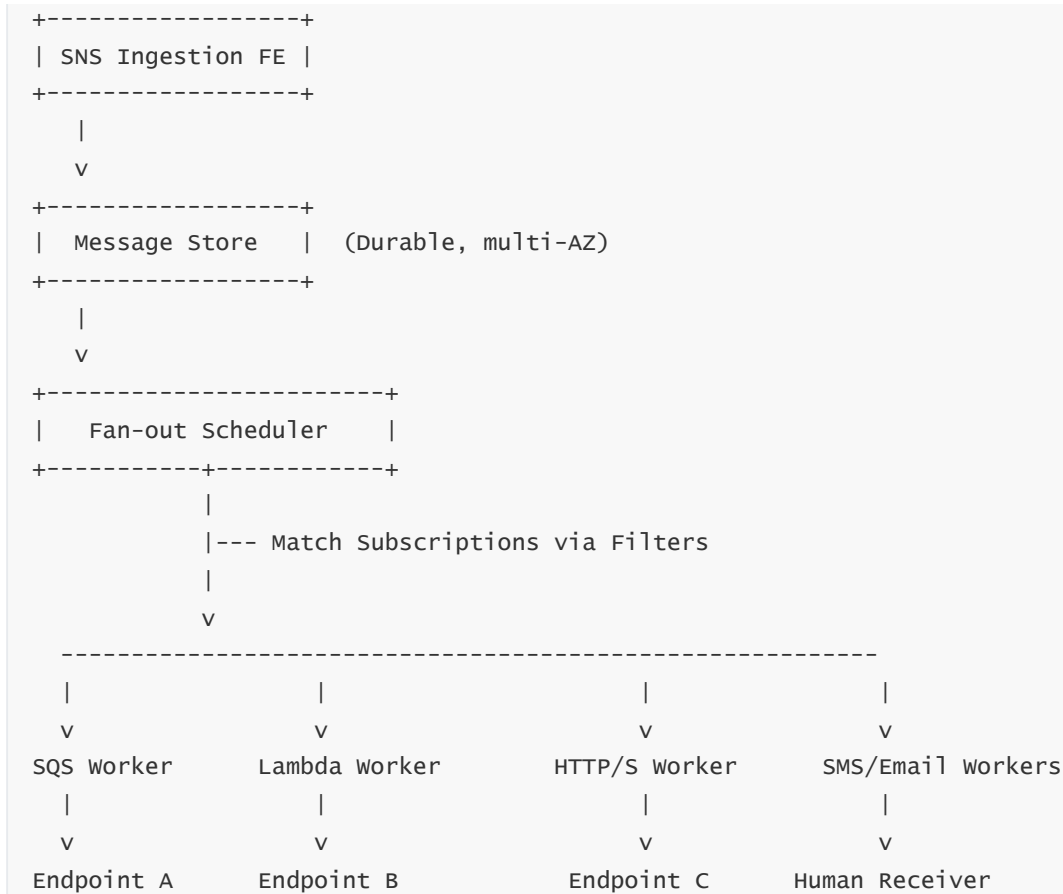 +------------------+
| SNS Ingestion FE |
+------------------+
|
v
+------------------+
| Message Store | (Durable, multi-AZ)
+------------------+
|
v
+------------------------+
| Fan-out Scheduler |
+-----------+------------+
|
|--- Match Subscriptions via Filters
|
v
----------------------------------------------------------
| | | |
v v v v
SQS Worker Lambda Worker HTTP/S Worker SMS/Email Workers
| | | |
v v v v
Endpoint A Endpoint B Endpoint C Human Receiver